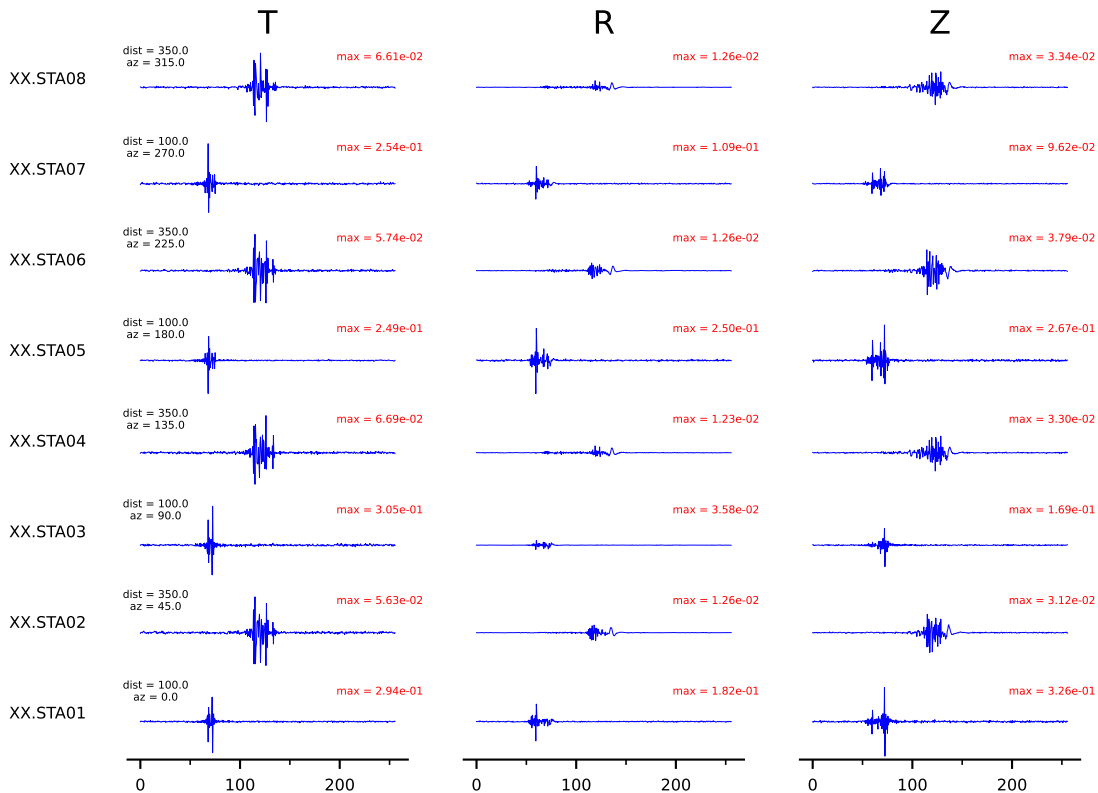 T R Z
dist = 350.0
az = 315.0
max = 6.61e-02
max = 1.26e-02
max = 3.34e-02
XX.STA08
dist = 100.0
az = 270.0
max = 2.54e-01
max = 1.09e-01
max = 9.62e-02
XX.STA07
dist = 350.0
az = 225.0
max = 5.74e-02
max = 1.26e-02
max = 3.79e-02
XX.STA06
dist = 100.0
az = 180.0
max = 2.49e-01
max = 2.50e-01
max = 2.67e-01
XX.STA05
dist = 350.0
az = 135.0
max = 6.69e-02
max = 1.23e-02
max = 3.30e-02
XX.STA04
dist = 100.0
az = 90.0
max = 3.05e-01
max = 3.58e-02
max = 1.69e-01
XX.STA03
dist = 350.0
az = 45.0
max = 5.63e-02
max = 1.26e-02
max = 3.12e-02
XX.STA02
dist = 100.0
az = 0.0
max = 2.94e-01
max = 1.82e-01
max = 3.26e-01
XX.STA01
0 100 200 0 100 200 0 100 200